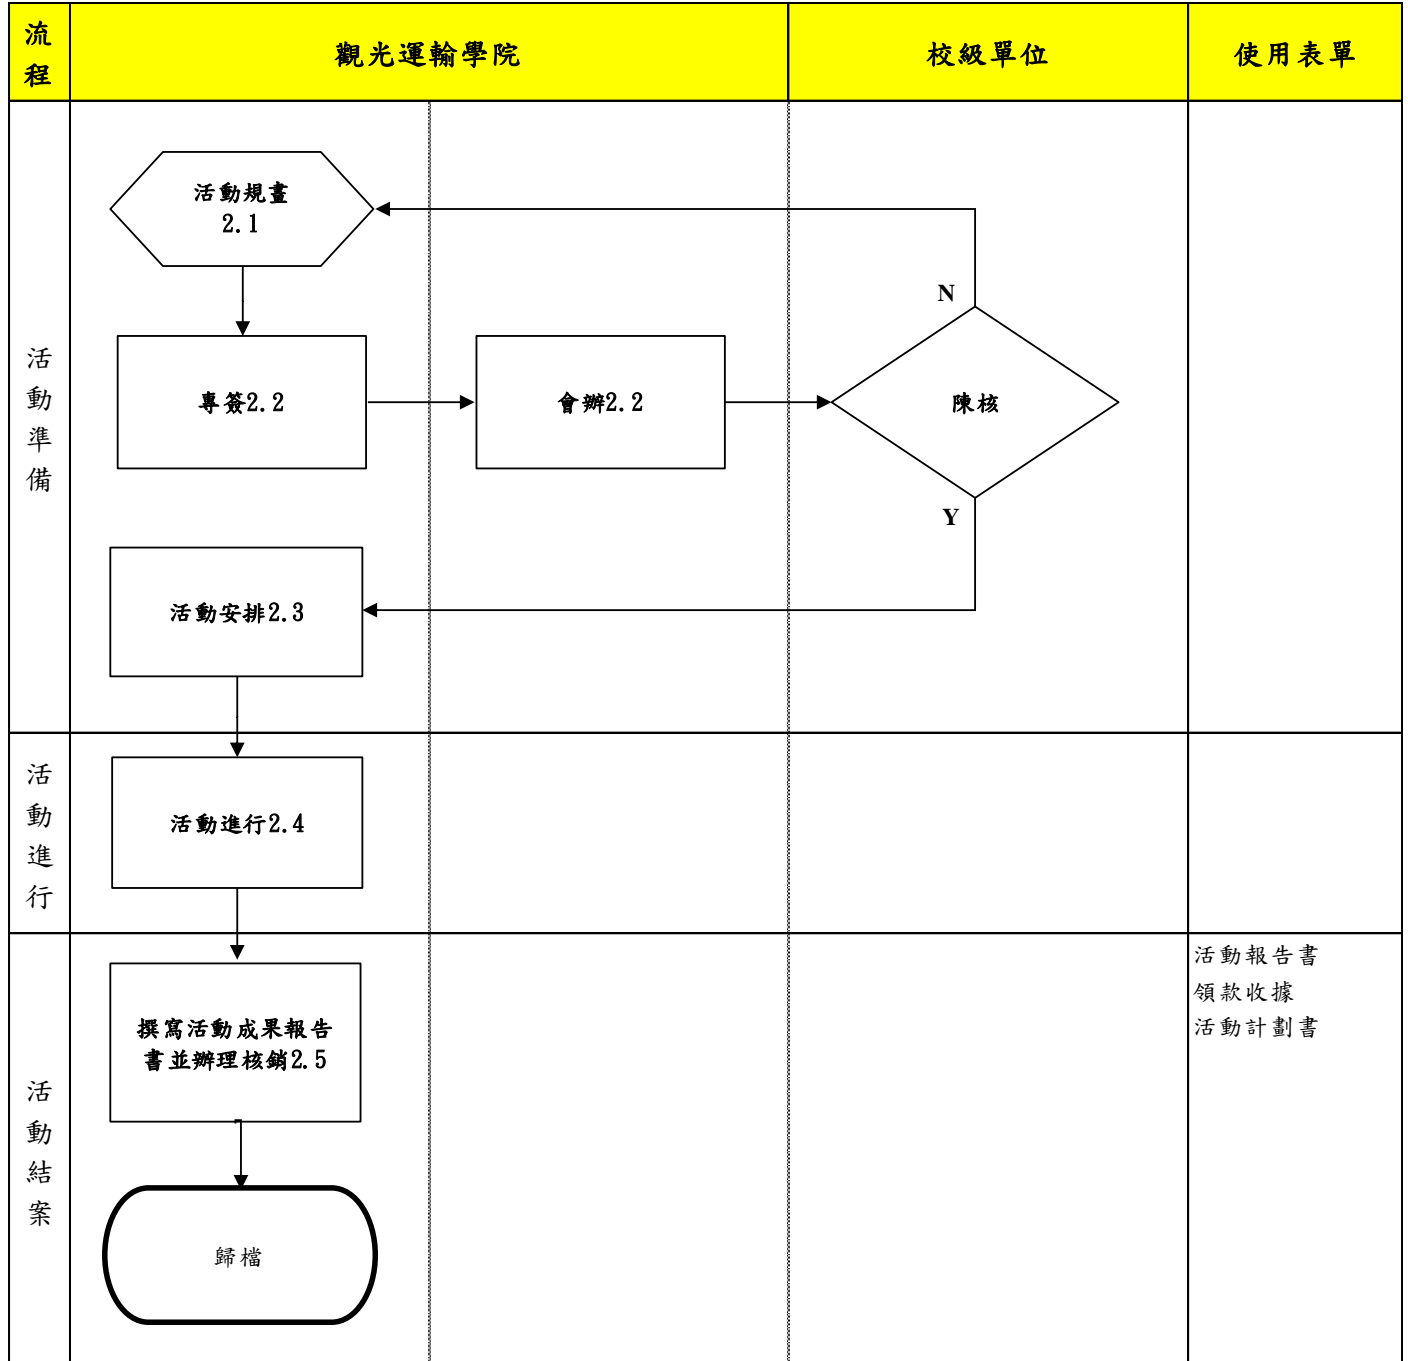 流程
觀光運輸學院
校級單位
使用表單
活動準備
活動規畫
2.1
N
專簽2.2
會辦2.2
陳核
Y
活動安排2.3
活動進行
活動進行2.4
活動結案
撰寫活動成果報告
書並辦理核銷2.5
歸檔
活動報告書
領款收據
活動計劃書